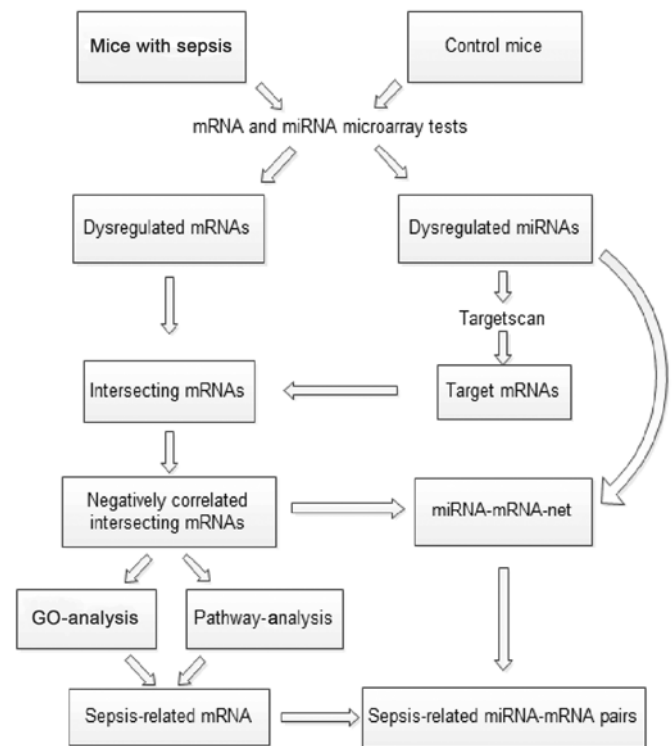 Mice with sepsis
Control mice
mRNA and miRNA microarray tests
Dysregulated mRNAs
Dysregulated miRNAs
Targetscan
Intersecting mRNAs
Target mRNAs
Negatively correlated
intersecting mRNAs
miRNA-mRNA-net
GO-analysis
Pathway-analysis
Sepsis-related mRNA
Sepsis-related miRNA-mRNA pairs